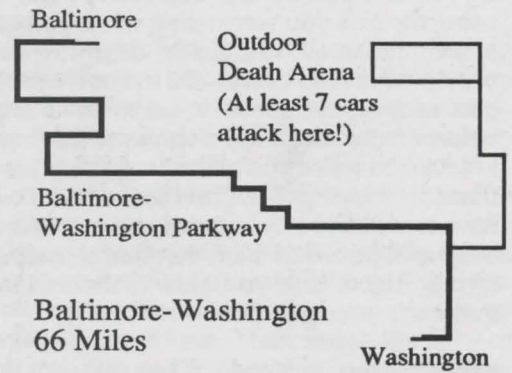 Baltimore
Outdoor
Death Arena
(At least 7 cars
attack here!)
Baltimore-
Washington Parkway
Baltimore-Washington
66 Miles
Washington